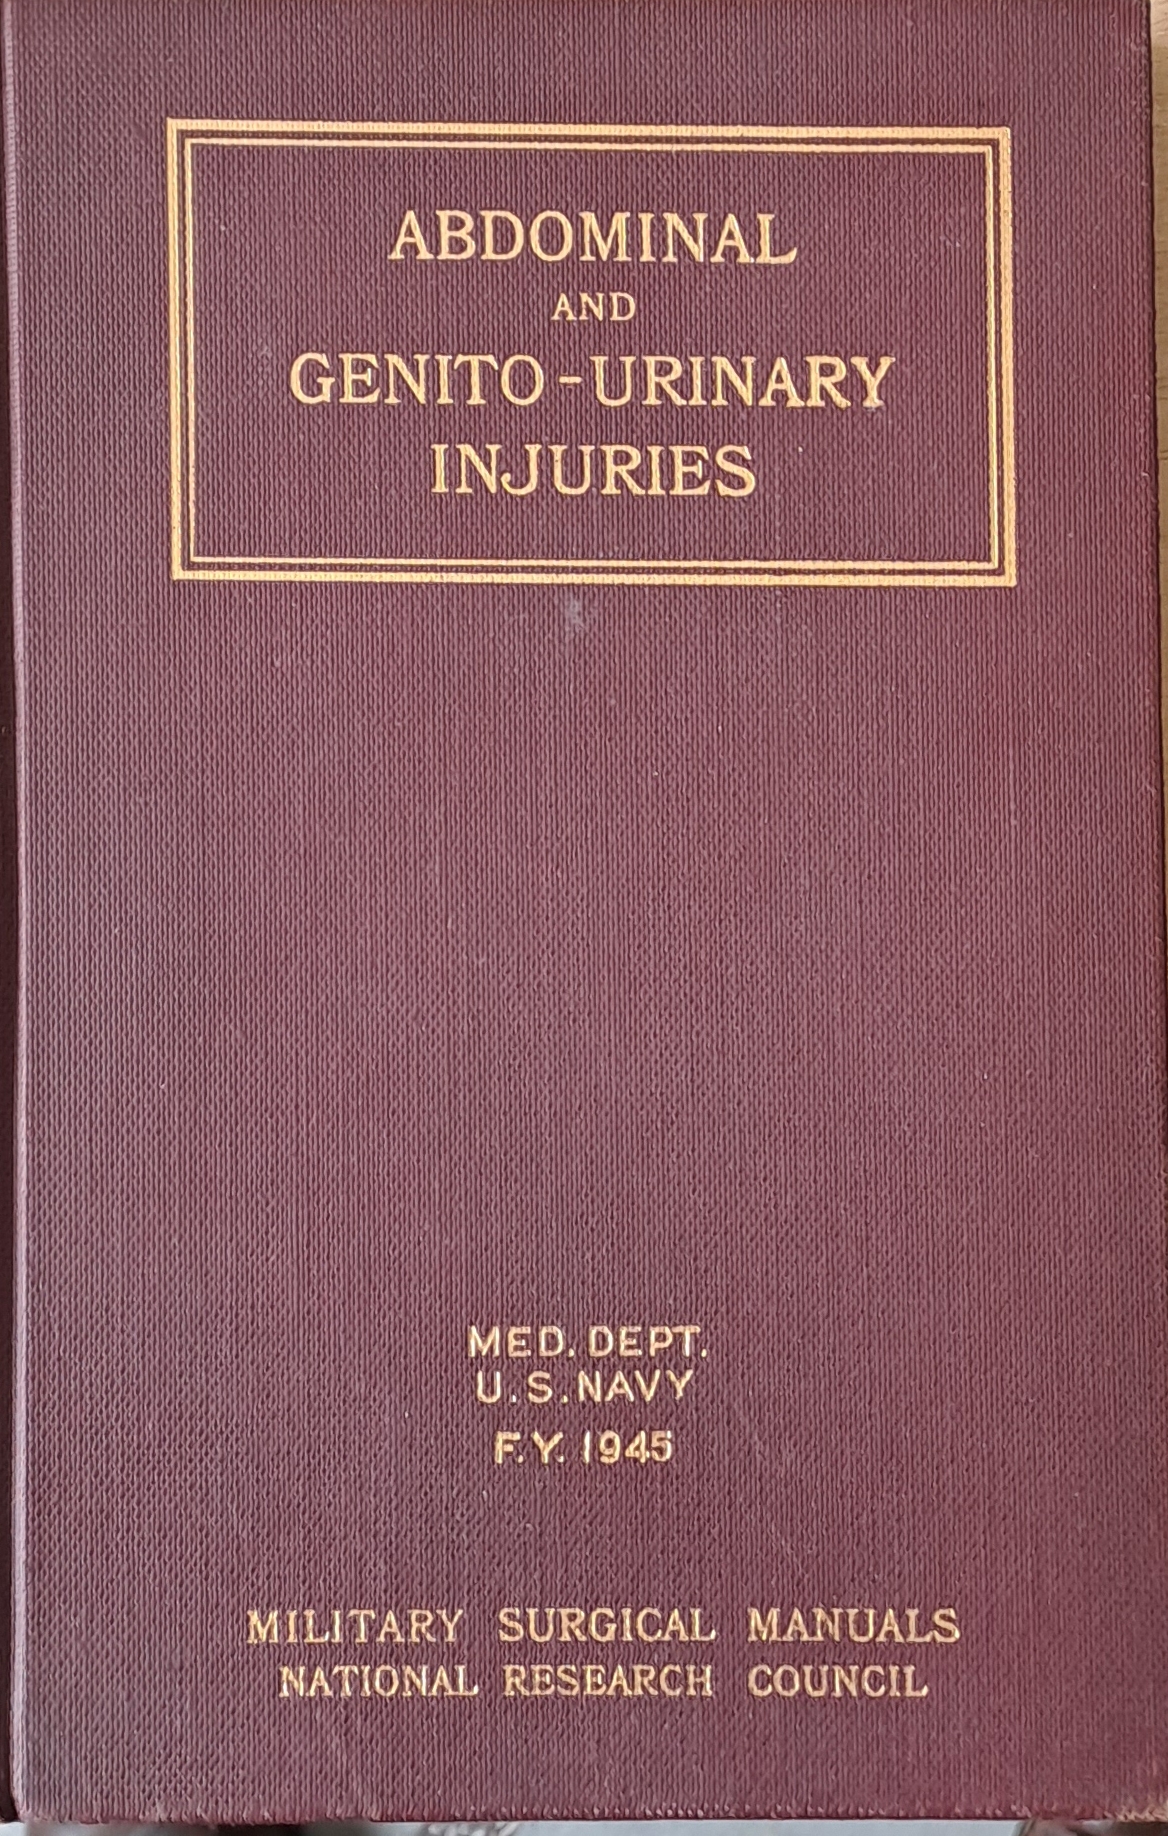 ABDOMINAL
AND
GENITO-URINARY
INJURIES
MED. DEPT.
U.S. NAVY
F.Y. 1945
MILITARY SURGICAL MANUALS
NATIONAL RESEARCH COUNCIL